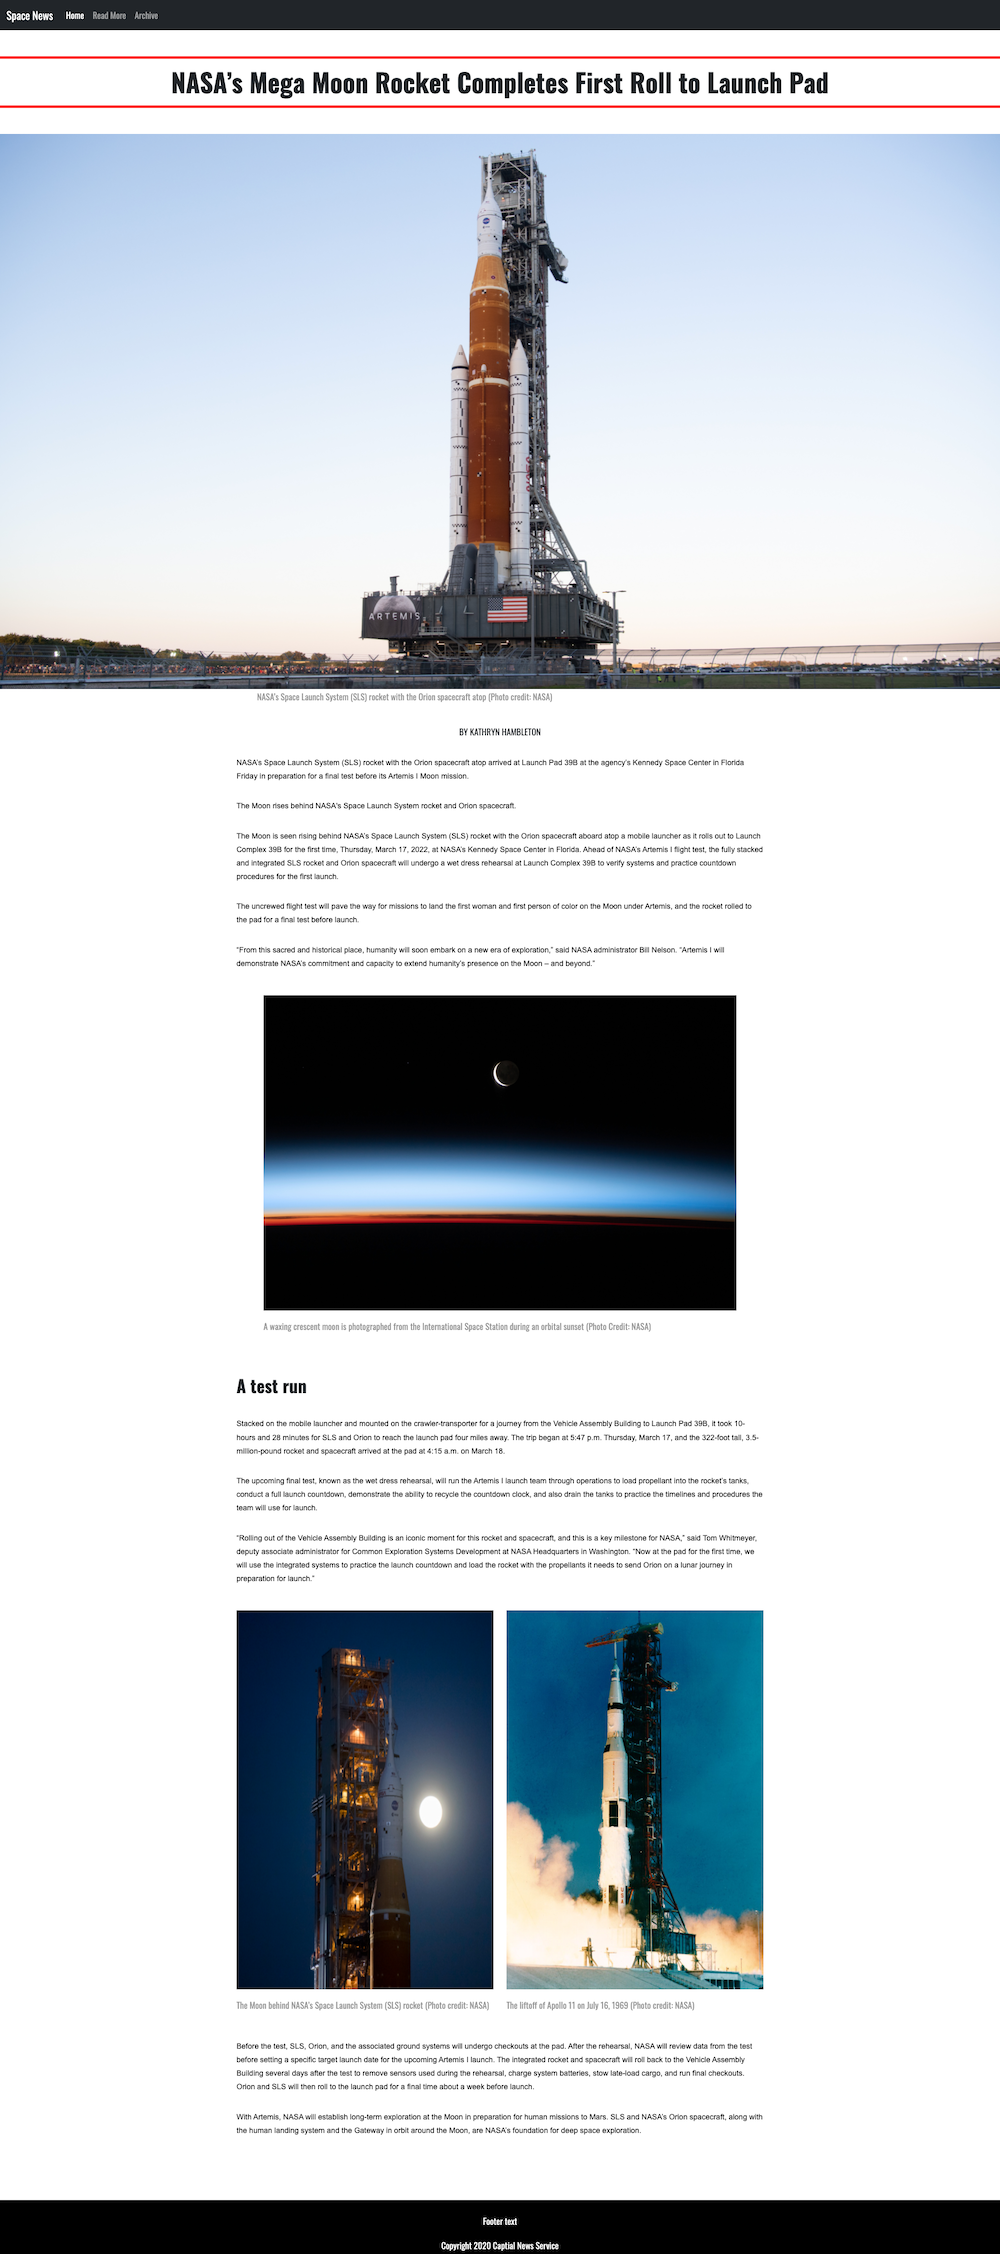 Space News Home Read More Archive
NASA’s Mega Moon Rocket Completes First Roll to Launch Pad
ARTEMIS
NASA’s Space Launch System (SLS) rocket with the Orion spacecraft atop (Photo credit: NASA)
BY KATHRYN HAMBLETON
NASA’s Space Launch System (SLS) rocket with the Orion spacecraft atop arrived at Launch Pad 39B at the agency’s Kennedy Space Center in Florida
Friday in preparation for a final test before its Artemis I Moon mission.
The Moon rises behind NASA’s Space Launch System rocket and Orion spacecraft.
The Moon is seen rising behind NASA’s Space Launch System (SLS) rocket with the Orion spacecraft aboard atop a mobile launcher as it rolls out to Launch
Complex 39B for the first time, Thursday, March 17, 2022, at NASA’s Kennedy Space Center in Florida. Ahead of NASA’s Artemis I flight test, the fully stacked
and integrated SLS rocket and Orion spacecraft will undergo a wet dress rehearsal at Launch Complex 39B to verify systems and practice countdown
procedures for the first launch.
The uncrewed flight test will pave the way for missions to land the first woman and first person of color on the Moon under Artemis, and the rocket rolled to
the pad for a final test before launch.
“From this sacred and historical place, humanity will soon embark on a new era of exploration,” said NASA administrator Bill Nelson. “Artemis I will
demonstrate NASA’s commitment and capacity to extend humanity’s presence on the Moon – and beyond.”
A waxing crescent moon is photographed from the International Space Station during an orbital sunset (Photo Credit: NASA)
A test run
Stacked on the mobile launcher and mounted on the crawler-transporter for a journey from the Vehicle Assembly Building to Launch Pad 39B, it took 10-
hours and 28 minutes for SLS and Orion to reach the launch pad four miles away. The trip began at 5:47 p.m. Thursday, March 17, and the 322-foot tall, 3.5-
million-pound rocket and spacecraft arrived at the pad at 4:15 a.m. on March 18.
The upcoming final test, known as the wet dress rehearsal, will run the Artemis I launch team through operations to load propellant into the rocket’s tanks,
conduct a full launch countdown, demonstrate the ability to recycle the countdown clock, and also drain the tanks to practice the timelines and procedures the
team will use for launch.
“Rolling out of the Vehicle Assembly Building is an iconic moment for this rocket and spacecraft, and this is a key milestone for NASA,” said Tom Whitmeyer,
deputy associate administrator for Common Exploration Systems Development at NASA Headquarters in Washington. “Now at the pad for the first time, we
will use the integrated systems to practice the launch countdown and load the rocket with the propellants it needs to send Orion on a lunar journey in
preparation for launch.”
The Moon behind NASA’s Space Launch System (SLS) rocket (Photo credit: NASA)
The liftoff of Apollo 11 on July 16, 1969 (Photo credit: NASA)
Before the test, SLS, Orion, and the associated ground systems will undergo checkouts at the pad. After the rehearsal, NASA will review data from the test
before setting a specific target launch date for the upcoming Artemis I launch. The integrated rocket and spacecraft will roll back to the Vehicle Assembly
Building several days after the test to remove sensors used during the rehearsal, charge system batteries, stow late-load cargo, and run final checkouts.
Orion and SLS will then roll to the launch pad for a final time about a week before launch.
With Artemis, NASA will establish long-term exploration at the Moon in preparation for human missions to Mars. SLS and NASA’s Orion spacecraft, along with
the human landing system and the Gateway in orbit around the Moon, are NASA’s foundation for deep space exploration.
Footer text
Copyright 2020 Captial News Service